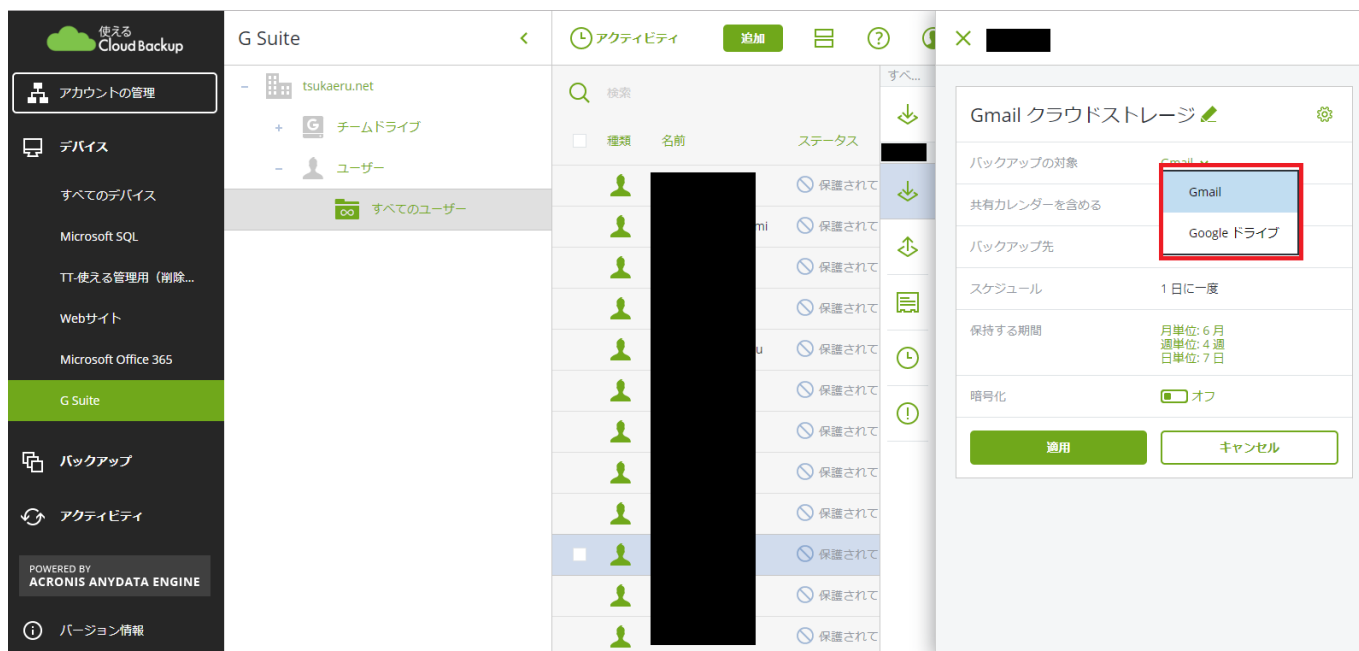 使える
Cloud Backup
アカウントの管理
デバイス
すべてのデバイス
Microsoft SQL
TT-使える管理用（削除...
Webサイト
Microsoft Office 365
G Suite
バックアップ
アクティビティ
POWERED BY
ACRONIS ANYDATA ENGINE
バージョン情報
G Suite
tsukaeru.net
チームドライブ
ユーザー
すべてのユーザー
アクティビティ
追加
検索
種類 名前 ステータス
保護されて
mi 保護されて
保護されて
保護されて
u 保護されて
保護されて
保護されて
保護されて
保護されて
保護されて
保護されて
保護されて
すべ...
Gmail クラウドストレージ
バックアップの対象 Gmail
Gmail
Google ドライブ
共有カレンダーを含める
バックアップ先
スケジュール 1 日に一度
保持する期間 月単位: 6 月
週単位: 4 週
日単位: 7 日
暗号化 オフ
適用 キャンセル